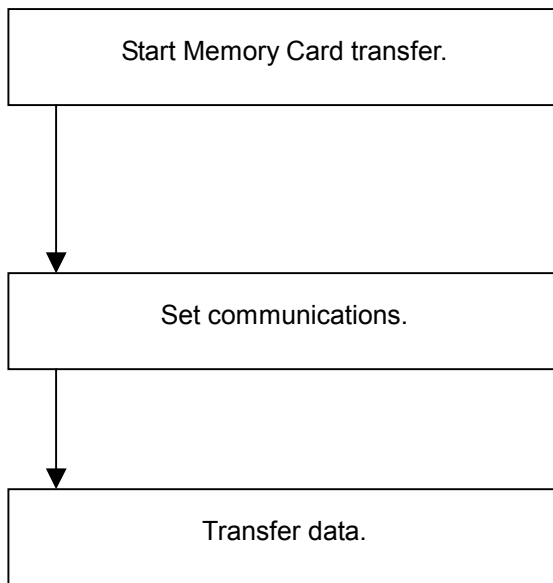 Start Memory Card transfer.
Set communications.
Transfer data.